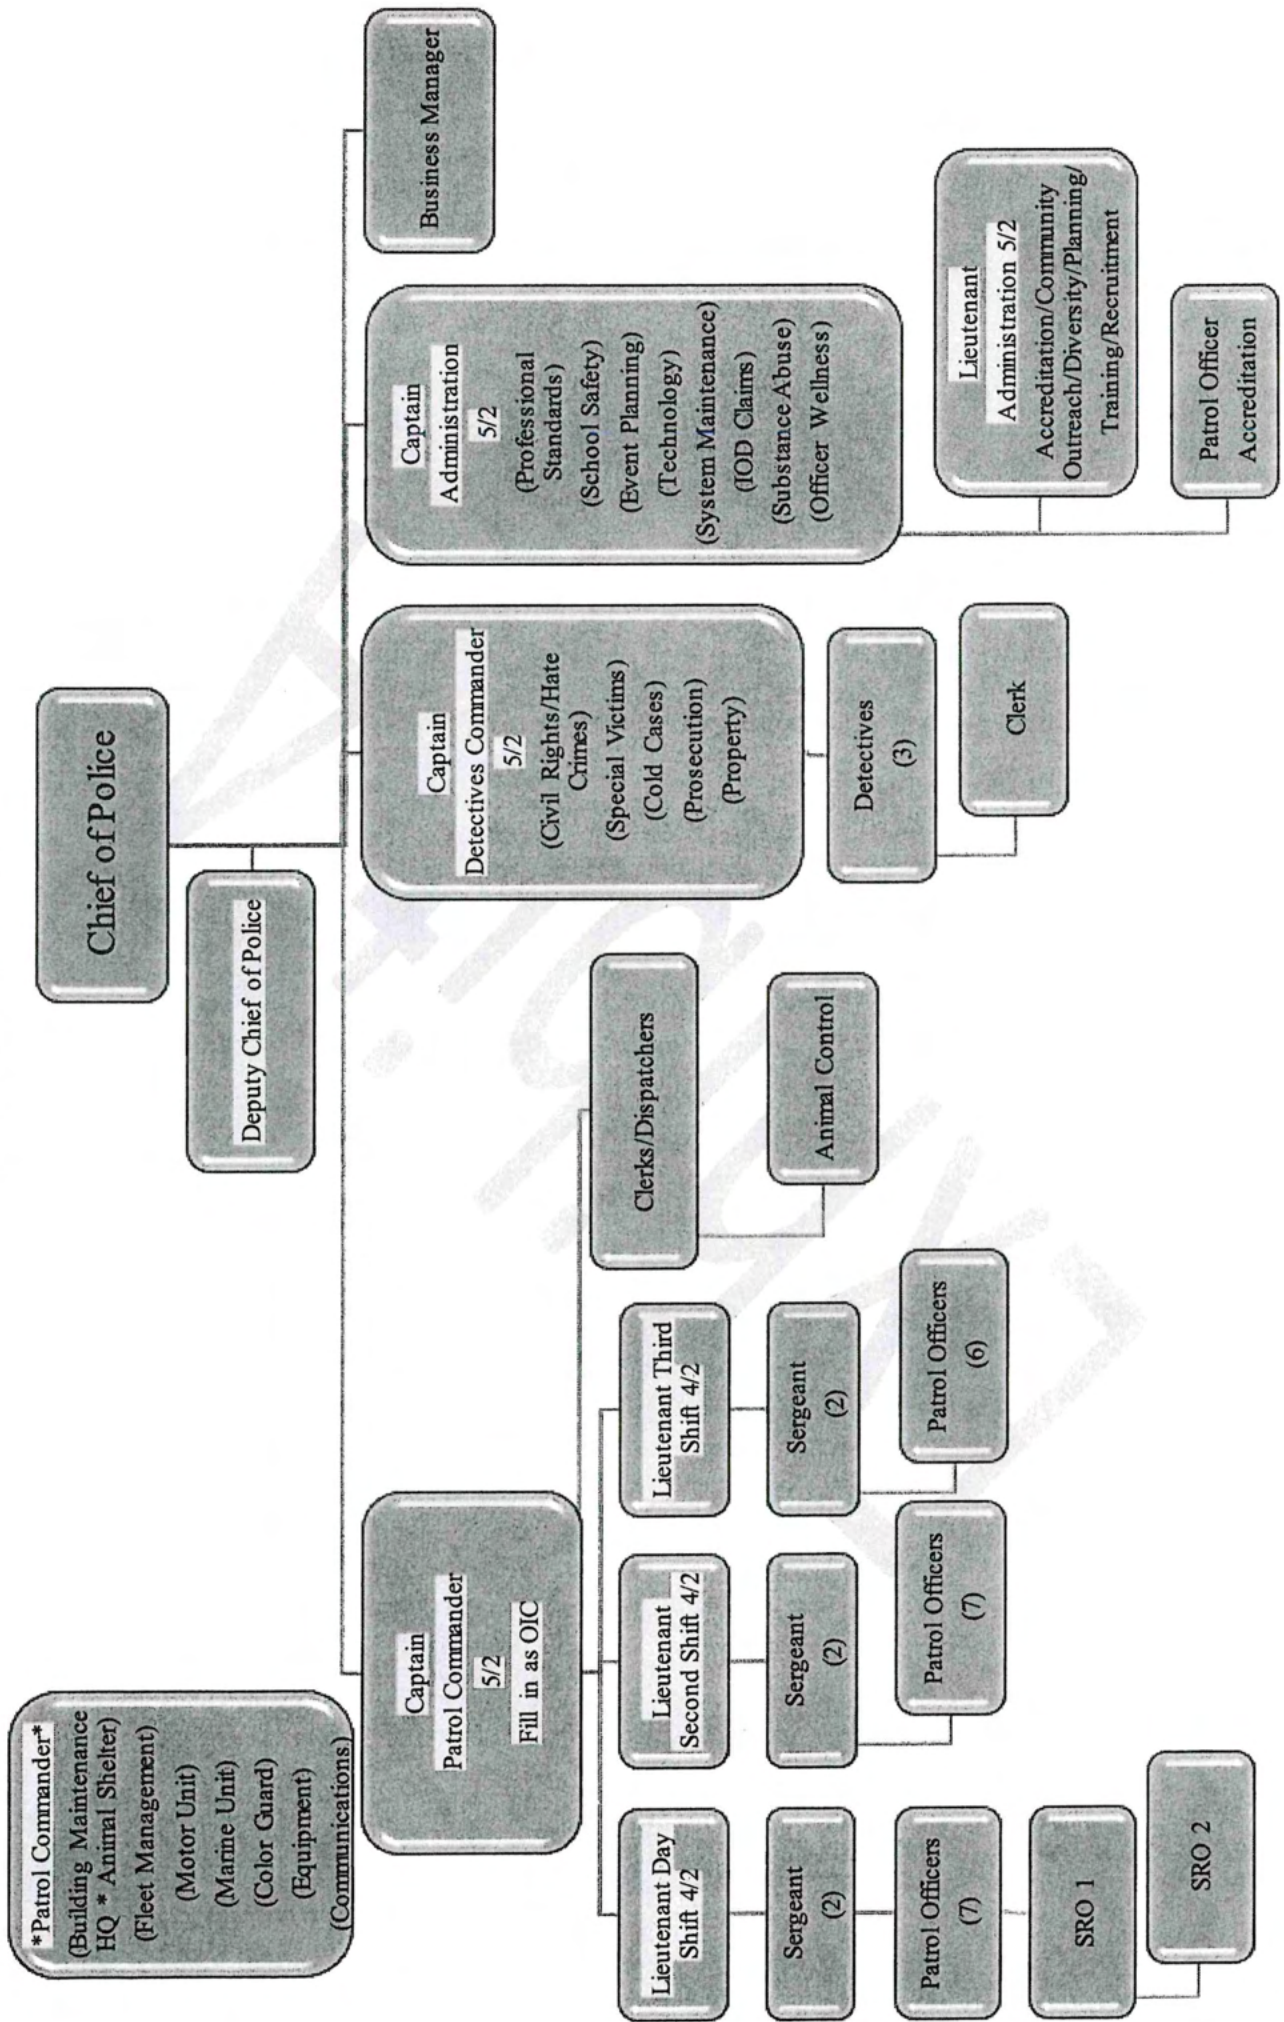 Chief of Police
Deputy Chief of Police
*Patrol Commander*
(Building Maintenance
HQ * Animal Shelter)
(Fleet Management)
(Motor Unit)
(Marine Unit)
(Color Guard)
(Equipment)
(Communications)
Captain
Patrol Commander
5/2
Fill in as OIC
Captain
Detectives Commander
5/2
(Civil Rights/Hate
Crimes)
(Special Victims)
(Cold Cases)
(Prosecution)
(Property)
Captain
Administration
5/2
(Professional
Standards)
(School Safety)
(Event Planning)
(Technology)
(System Maintenance)
(IOD Claims)
(Substance Abuse)
(Officer Wellness)
Business Manager
Lieutenant Day
Shift 4/2
Lieutenant
Second Shift 4/2
Lieutenant Third
Shift 4/2
Clerks/Dispatchers
Sergeant
(2)
Sergeant
(2)
Sergeant
(2)
Animal Control
Patrol Officers
(7)
Patrol Officers
(7)
Patrol Officers
(6)
SRO 1
SRO 2
Detectives
(3)
Clerk
Lieutenant
Administration 5/2
Accreditation/Community
Outreach/Diversity/Planning/
Training/Recruitment
Patrol Officer
Accreditation